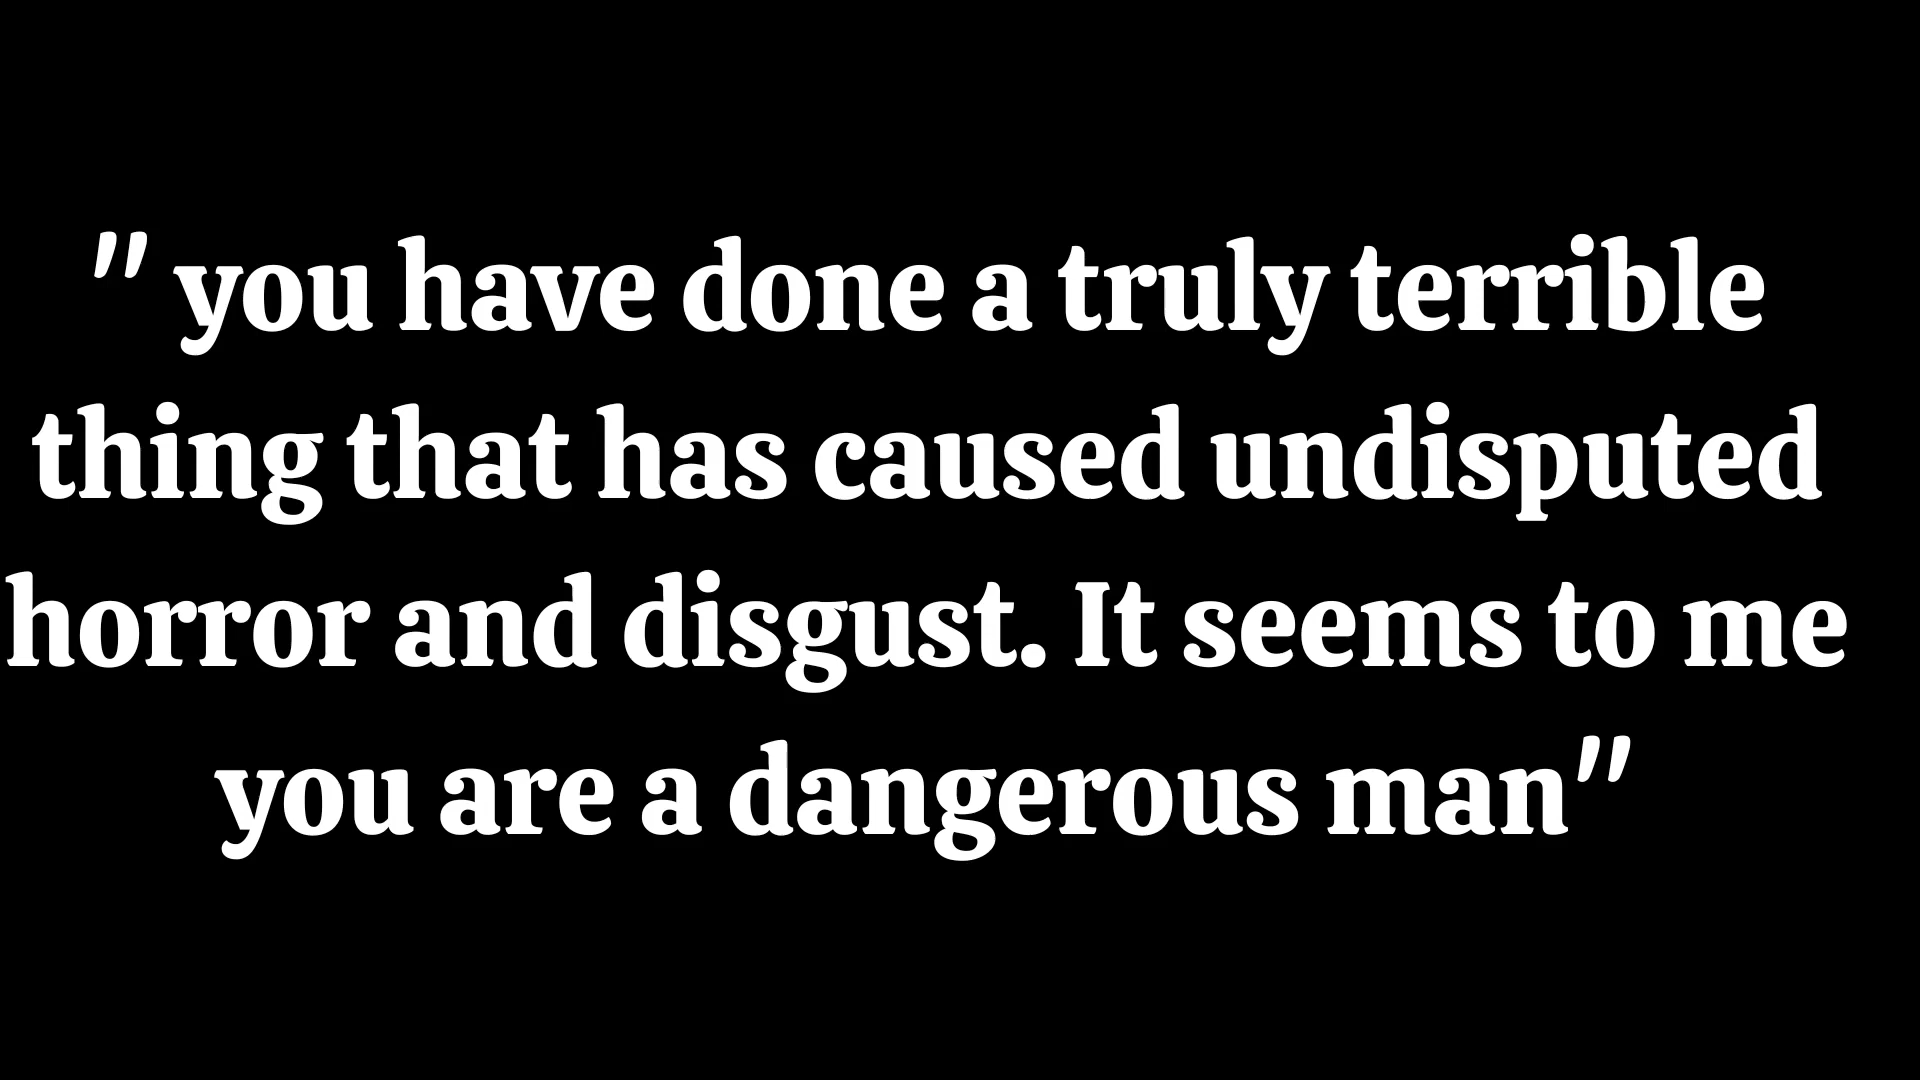 " you have done a truly terrible
thing that has caused undisputed
horror and disgust. It seems to me
you are a dangerous man"